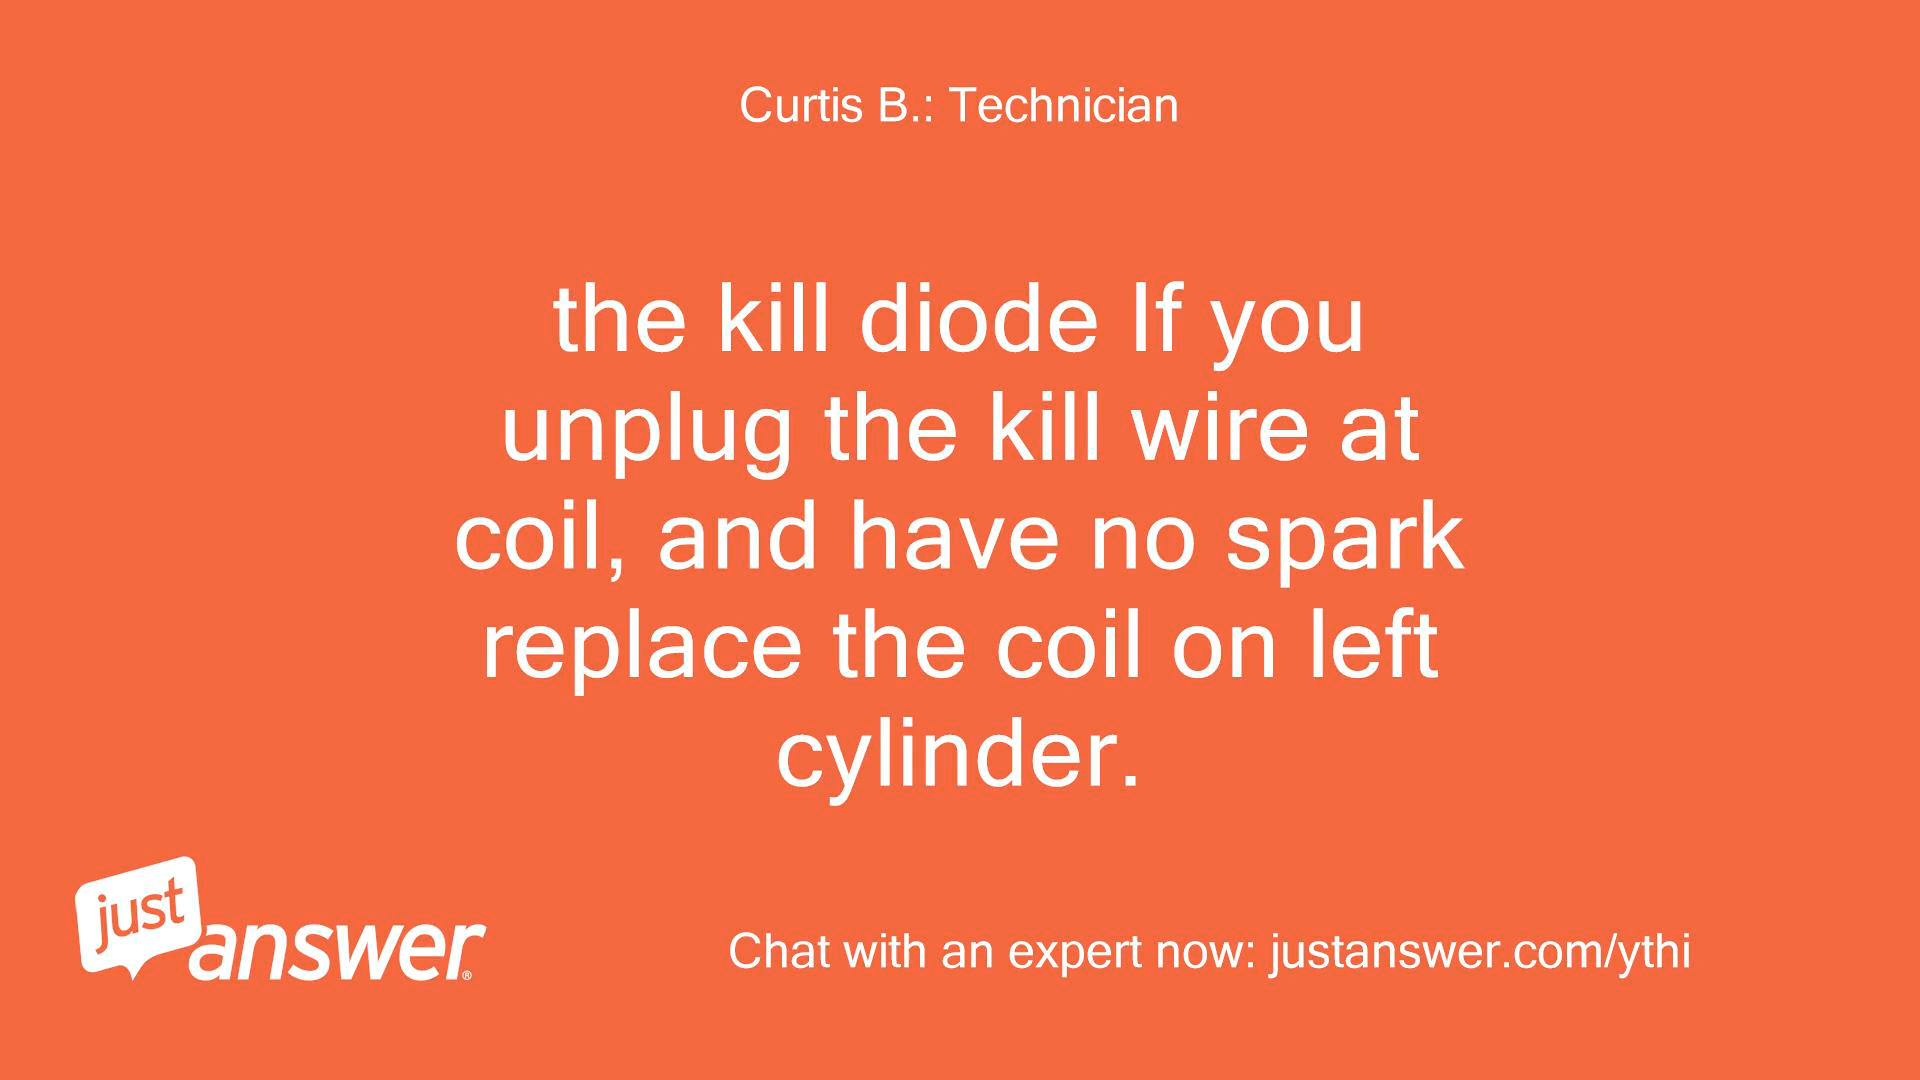 Curtis B.: Technician
the kill diode If you
unplug the kill wire at
coil, and have no spark
replace the coil on left
cylinder.
just
answer®
Chat with an expert now: justanswer.com/ythi